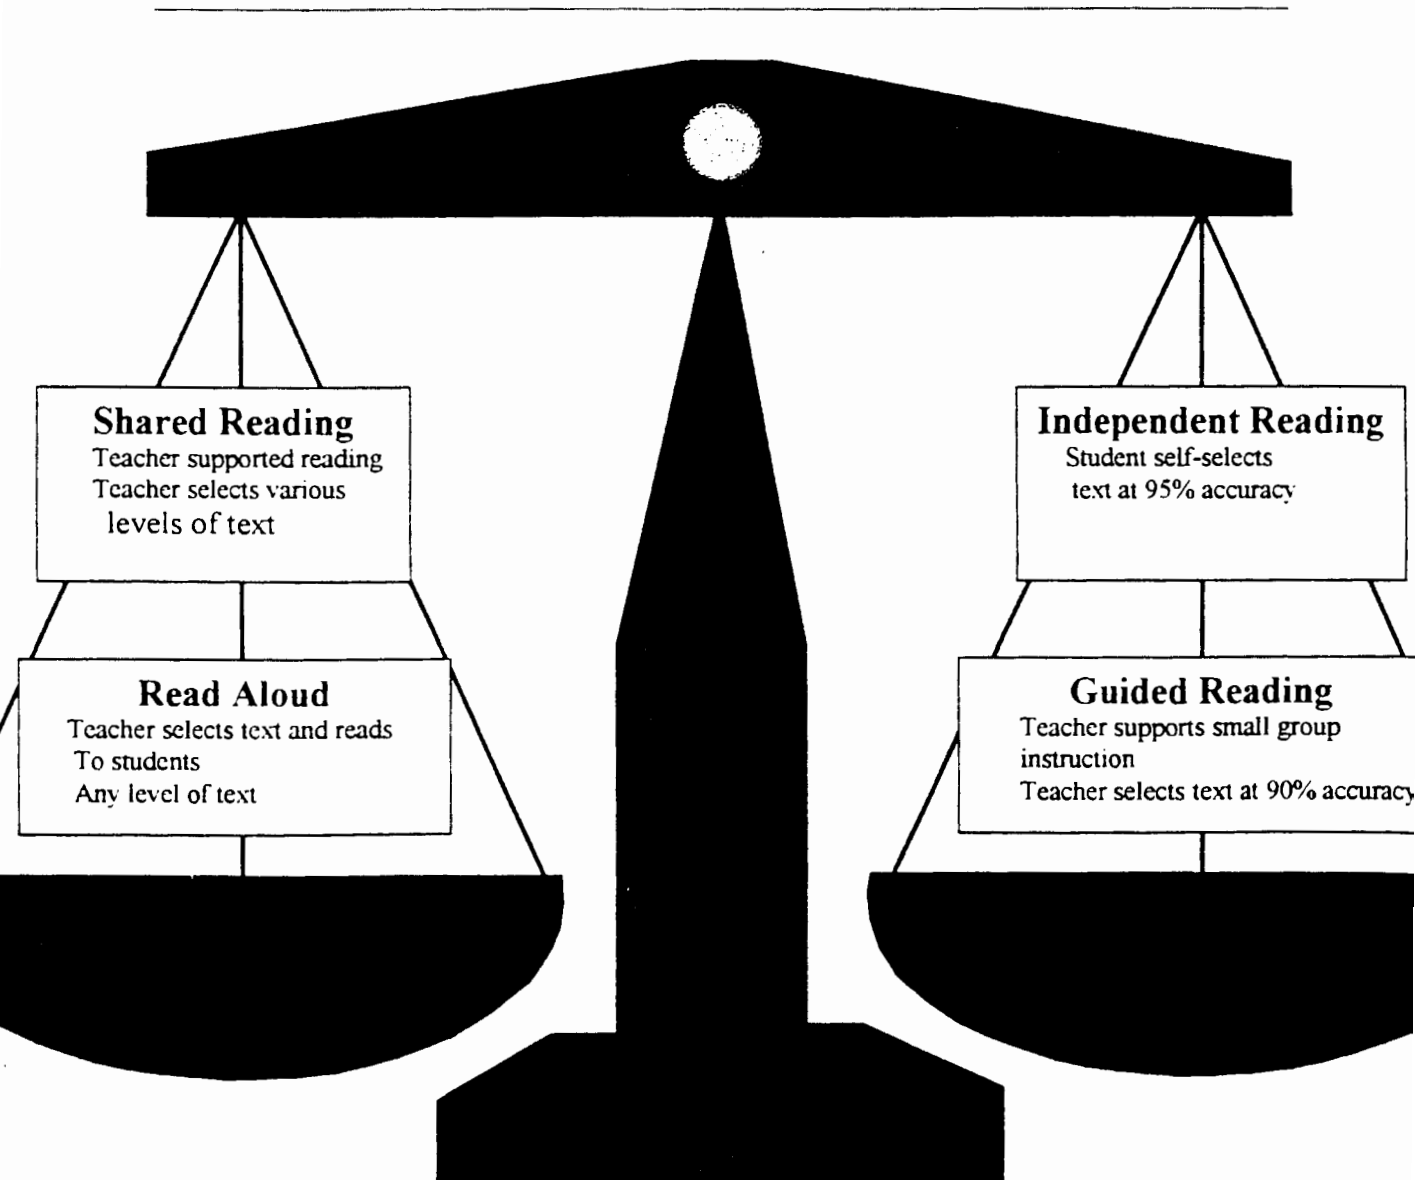 Shared Reading
Teacher supported reading
Teacher selects various
levels of text
Read Aloud
Teacher selects text and reads
To students
Any level of text
Independent Reading
Student self-selects
text at 95% accuracy
Guided Reading
Teacher supports small group
instruction
Teacher selects text at 90% accuracy